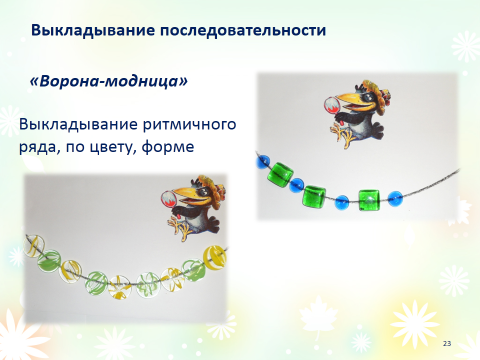 Выкладывание последовательности
«Ворона-модница»
Выкладывание ритмичного
ряда, по цвету, форме
23